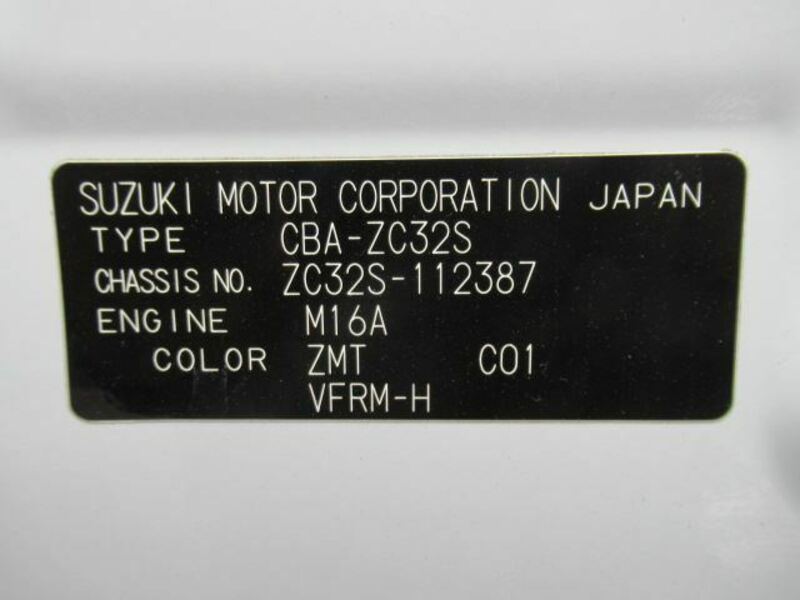 SUZUKI MOTOR CORPORATION JAPAN
TYPE CBA-ZC32S
CHASSIS NO. ZC32S-112387
ENGINE M16A
COLOR ZMT C01
VFRM-H